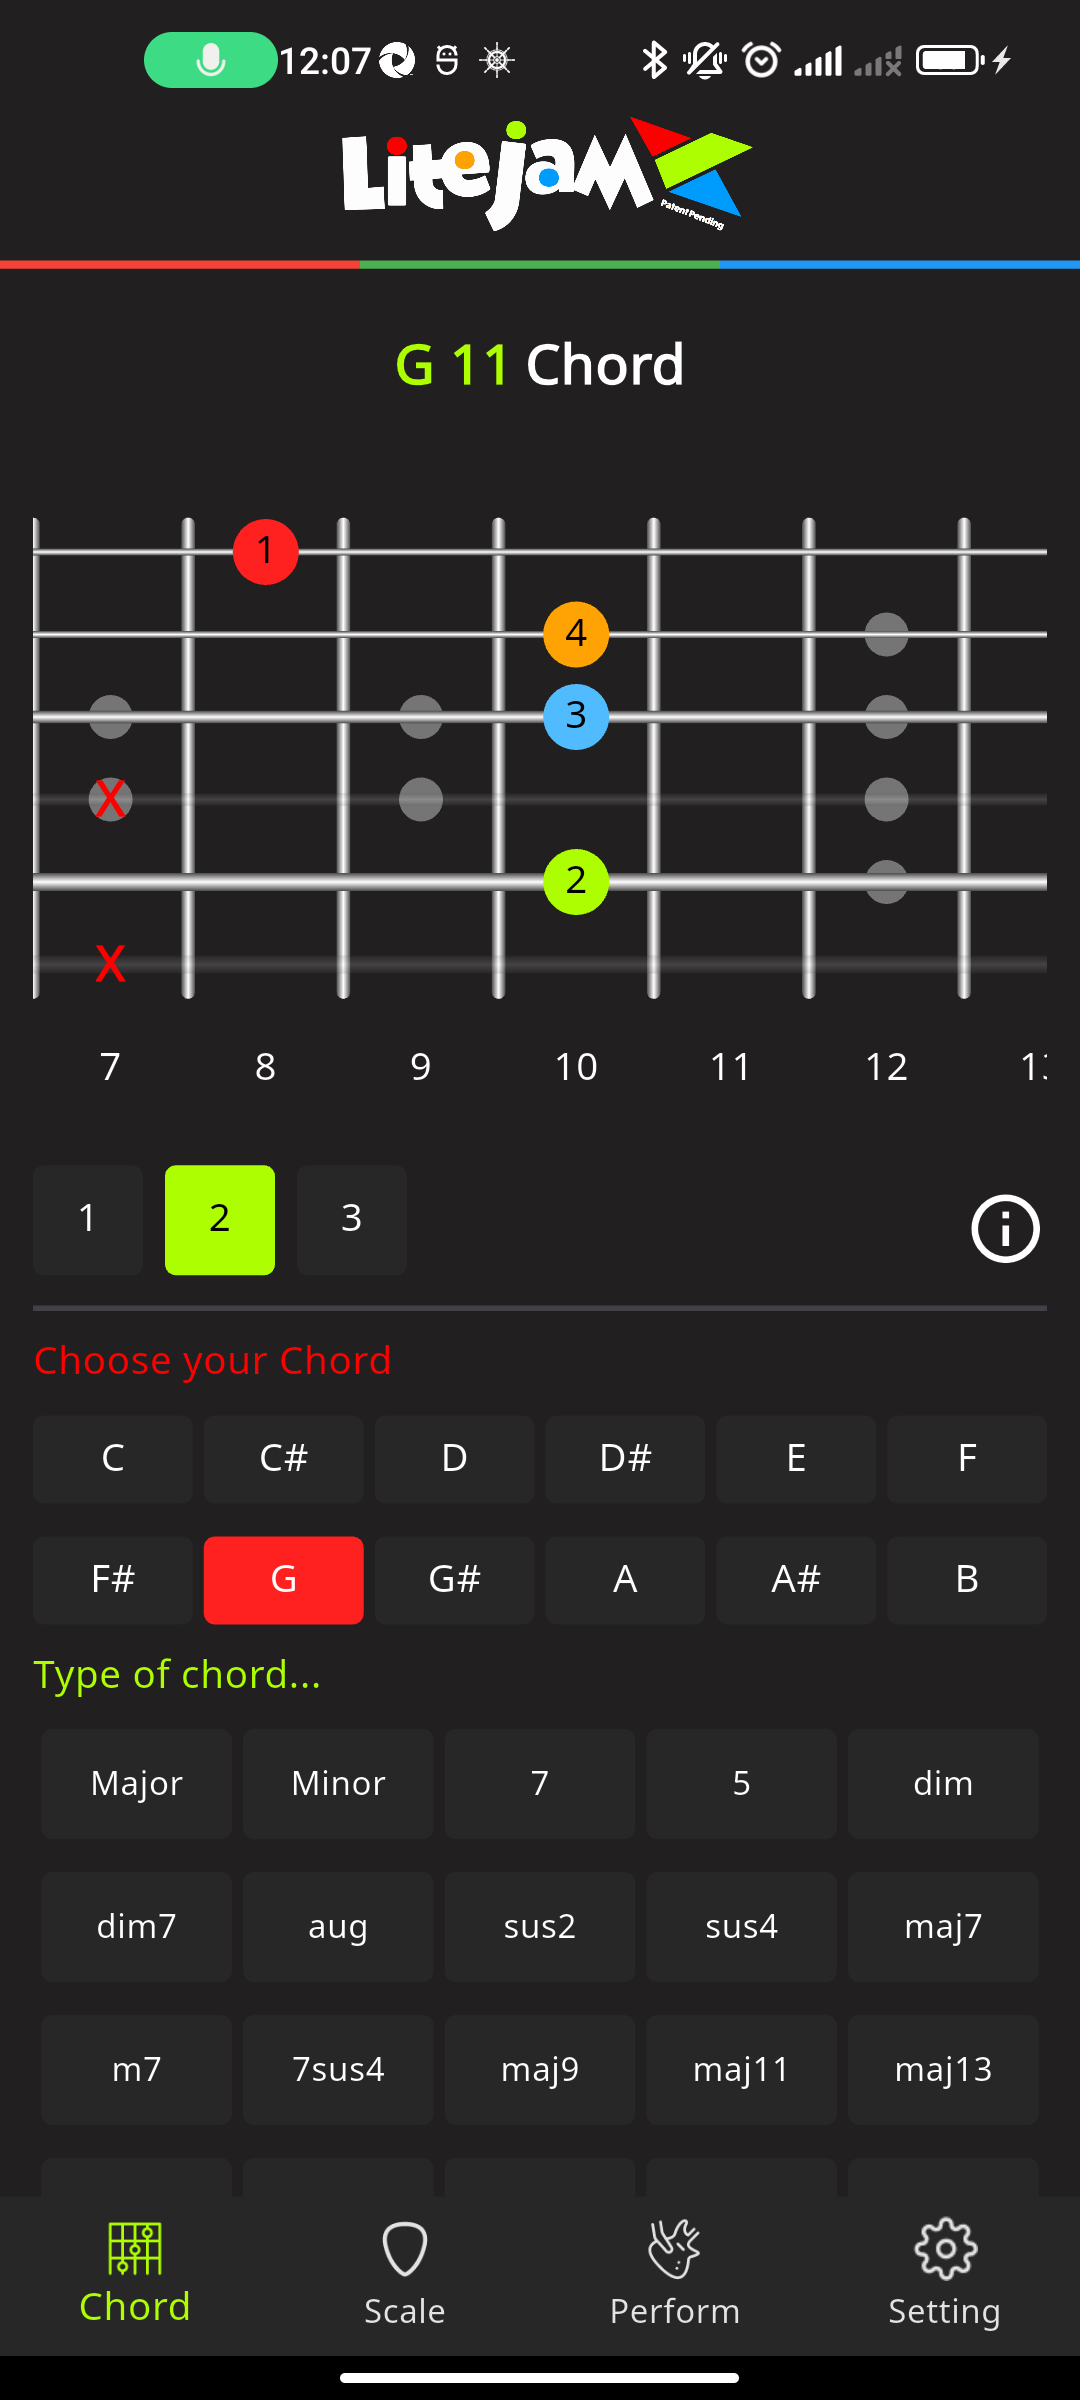 12:07
LiteJam
Patent Pending
G 11 Chord
1
4
3
X
2
X
7 8 9 10 11 12
1 2 3
Choose your Chord
C C# D D# E F
F# G G# A A# B
Type of chord...
Major Minor 7 5 dim
dim7 aug sus2 sus4 maj7
m7 7sus4 maj9 maj11 maj13
Chord Scale Perform Setting